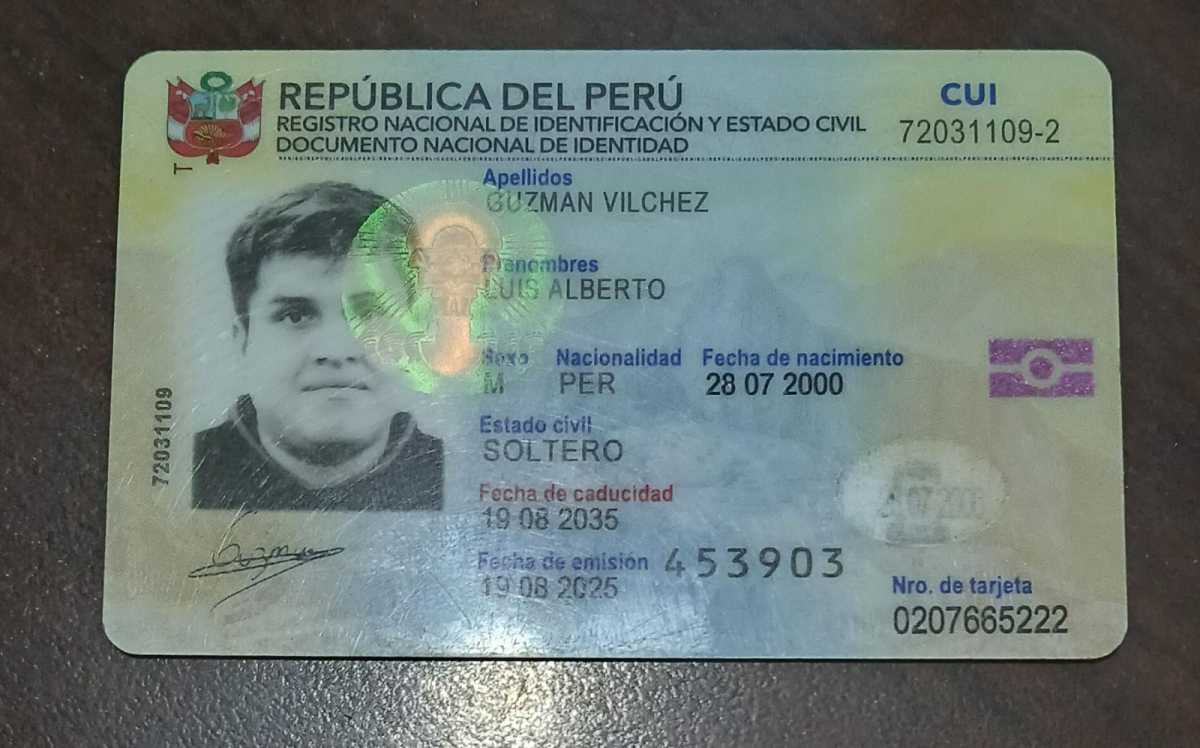 REPÚBLICA DEL PERÚ
REGISTRO NACIONAL DE IDENTIFICACIÓN Y ESTADO CIVIL
DOCUMENTO NACIONAL DE IDENTIDAD
CUI
72031109-2
T
Apellidos
GUZMAN VILCHEZ
Prenombres
LUIS ALBERTO
Sexo Nacionalidad Fecha de nacimiento
M PER 28 07 2000
Estado civil
SOLTERO
Fecha de caducidad
19 08 2035
Fecha de emisión 453903
19 08 2025
Nro. de tarjeta
0207665222
72031109
Guzman